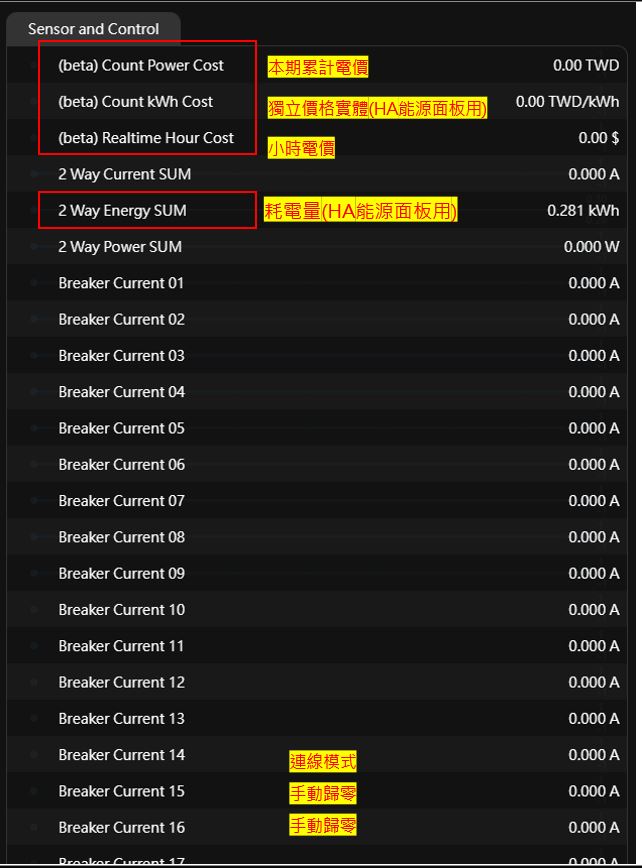 Sensor and Control
(beta) Count Power Cost 本期累計電價 0.00 TWD
(beta) Count kWh Cost 獨立價格實體(HA能源面板用) 0.00 TWD/kWh
(beta) Realtime Hour Cost 小時電價 0.00 $
2 Way Current SUM 0.000 A
2 Way Energy SUM 耗電量(HA能源面板用) 0.281 kWh
2 Way Power SUM 0.000 W
Breaker Current 01 0.000 A
Breaker Current 02 0.000 A
Breaker Current 03 0.000 A
Breaker Current 04 0.000 A
Breaker Current 05 0.000 A
Breaker Current 06 0.000 A
Breaker Current 07 0.000 A
Breaker Current 08 0.000 A
Breaker Current 09 0.000 A
Breaker Current 10 0.000 A
Breaker Current 11 0.000 A
Breaker Current 12 0.000 A
Breaker Current 13 0.000 A
Breaker Current 14 連線模式 0.000 A
Breaker Current 15 手動歸零 0.000 A
Breaker Current 16 手動歸零 0.000 A
Breaker Current 17 0.000 A